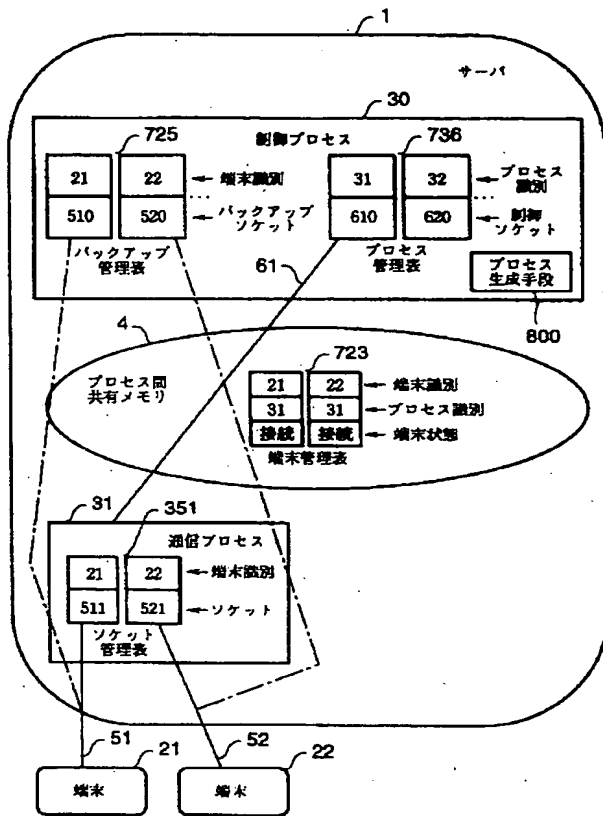 1
サーバ
30
制御プロセス
725
736
21 22 端末識別
31 32 プロセス識別
510 520 バックアップソケット
610 620 制御ソケット
バックアップ管理表
プロセス管理表
プロセス生成手段
61
800
4
723
プロセス間共有メモリ
21 22 端末識別
31 31 プロセス識別
接続 接続 端末状態
端末管理表
31
351
通信プロセス
21 22 端末識別
511 521 ソケット
ソケット管理表
51
21
52
22
端末
端末